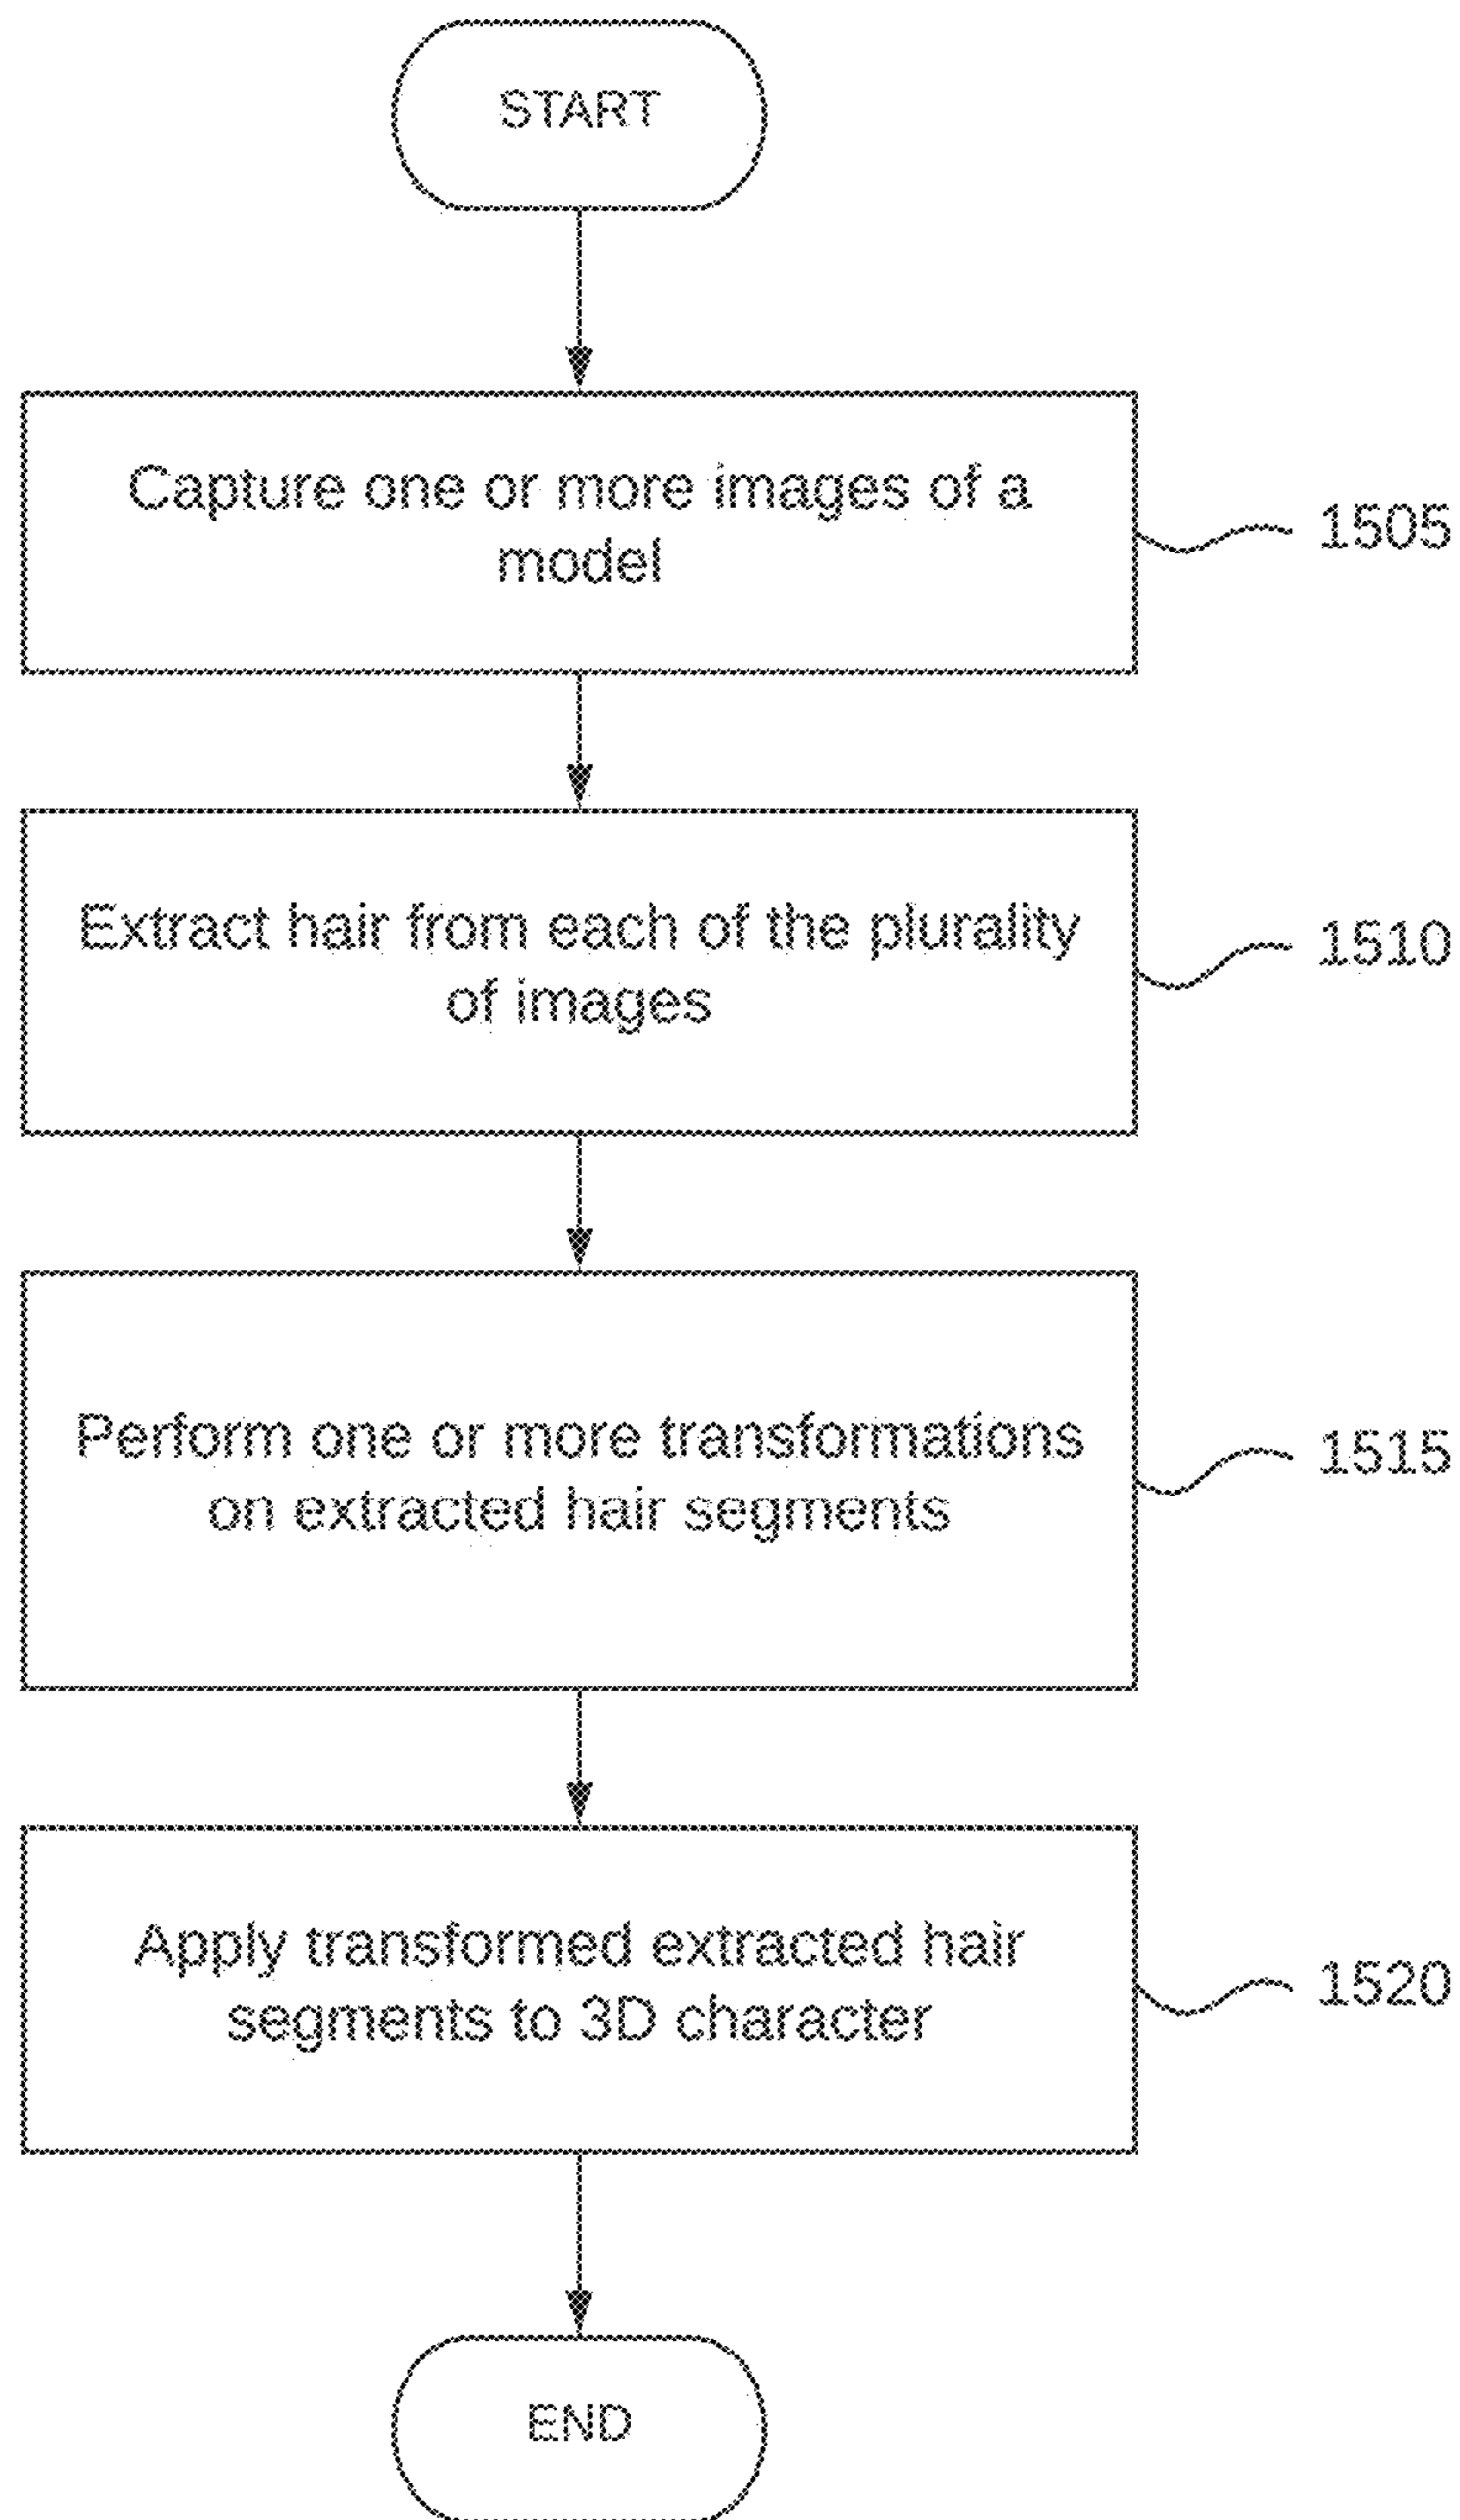 START
Capture one or more images of a
model
1505
Extract hair from each of the plurality
of images
1510
Perform one or more transformations
on extracted hair segments
1515
Apply transformed extracted hair
segments to 3D character
1520
END